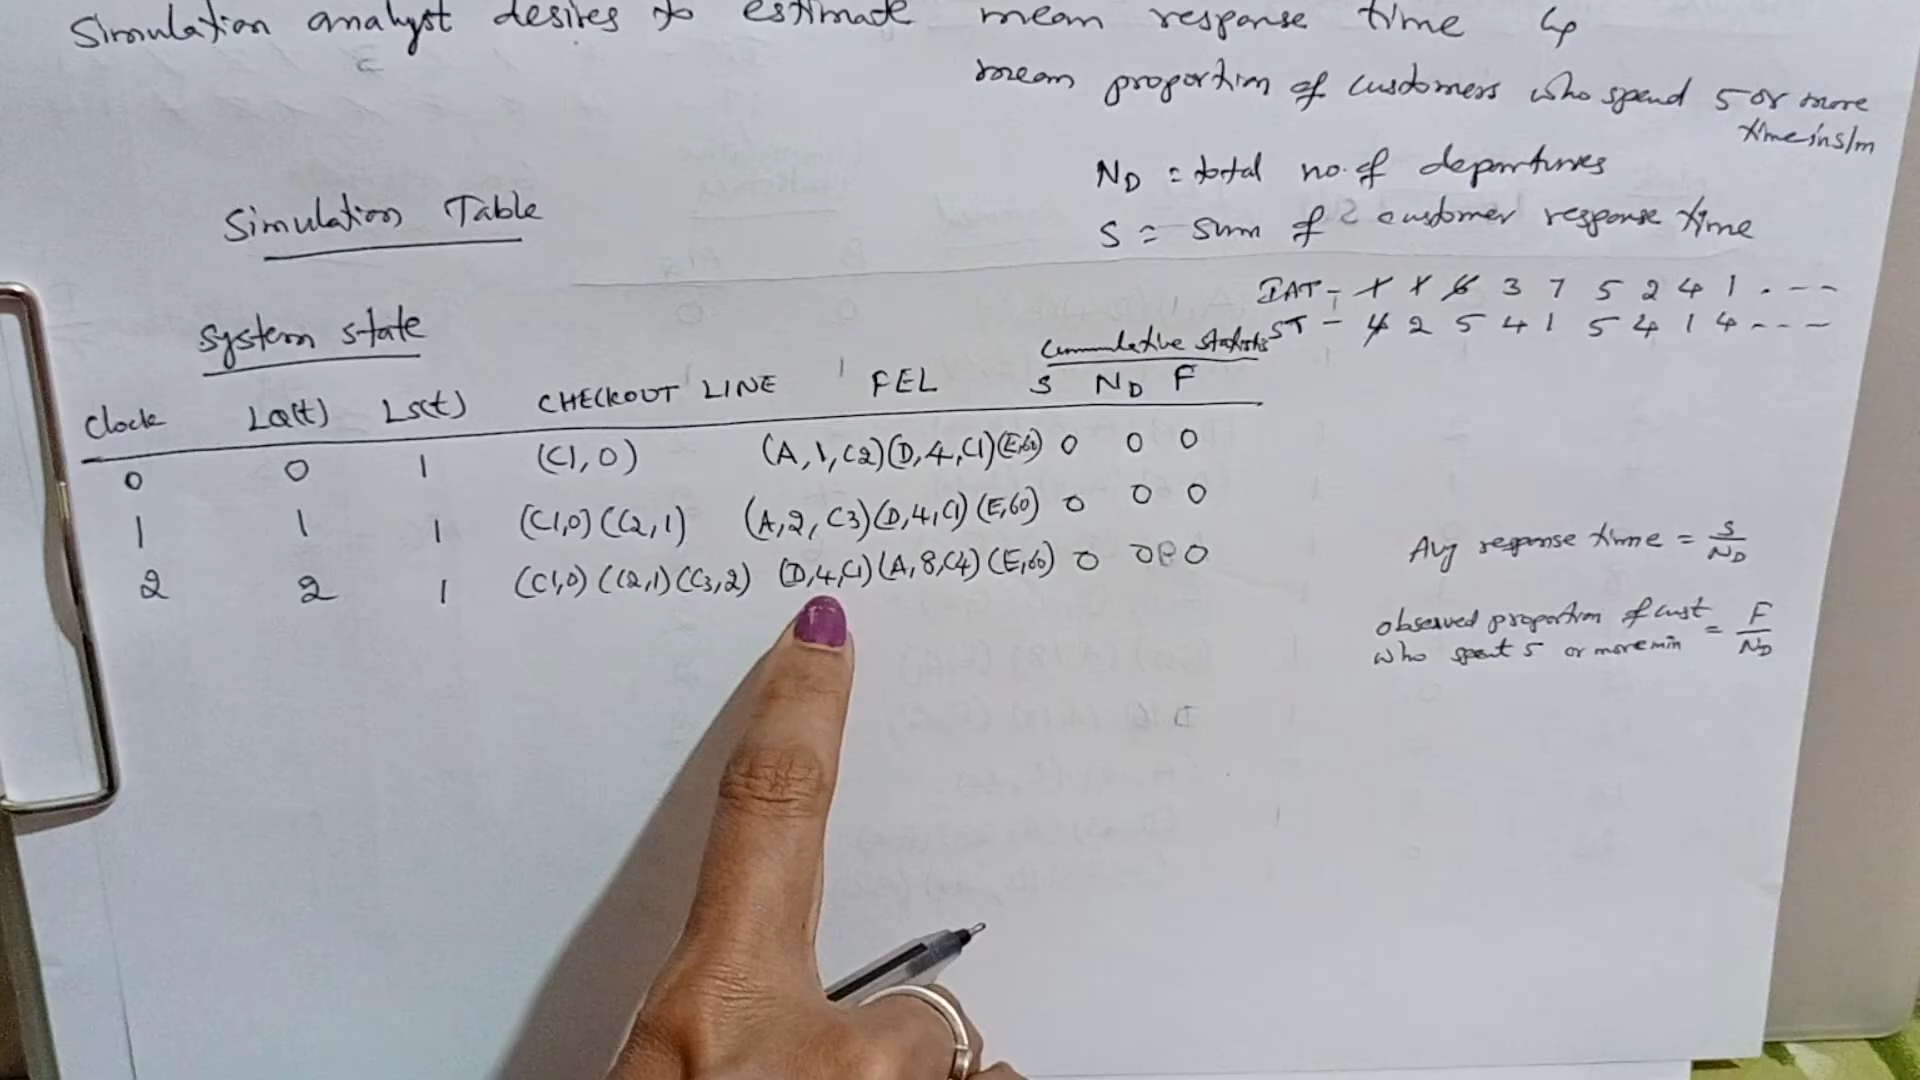 Simulation analyst desires to estimate mean response time &
mean proportion of customers who spend 5 or more
time in s/m
ND = total no. of departures
S = sum of customer response time
Simulation Table
IAT - 1 1 6 3 7 5 2 4 1 . - - -
ST - 4 2 5 4 1 5 4 1 4 - - -
System state
Cummulative statistics
Clock LQ(t) LS(t) CHECKOUT LINE FEL S ND F
0 0 1 (C1,0) (A,1,C2)(D,4,C1)(E,60) 0 0 0
1 1 1 (C1,0)(C2,1) (A,2,C3)(D,4,C1)(E,60) 0 0 0
2 2 1 (C1,0)(C2,1)(C3,2) (D,4,C1)(A,8,C4)(E,60) 0 0 0
Avg response time = S/ND
observed proportion of cust
who spent 5 or more min = F/ND